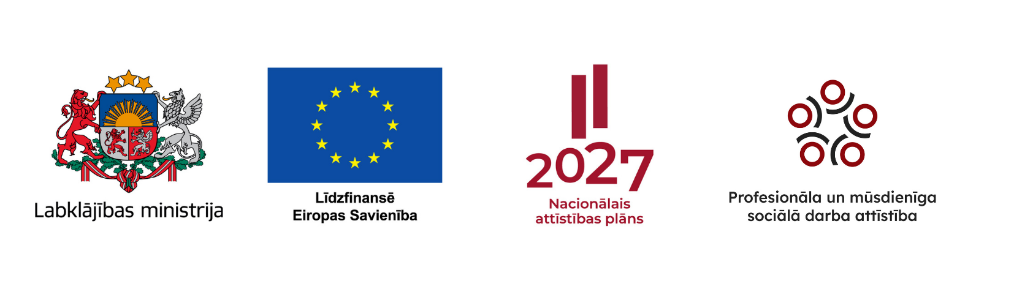 Labklājības ministrija
Līdzfinansē
Eiropas Savienība
2027
Nacionālais
attīstības plāns
Profesionāla un mūsdienīga
sociālā darba attīstība